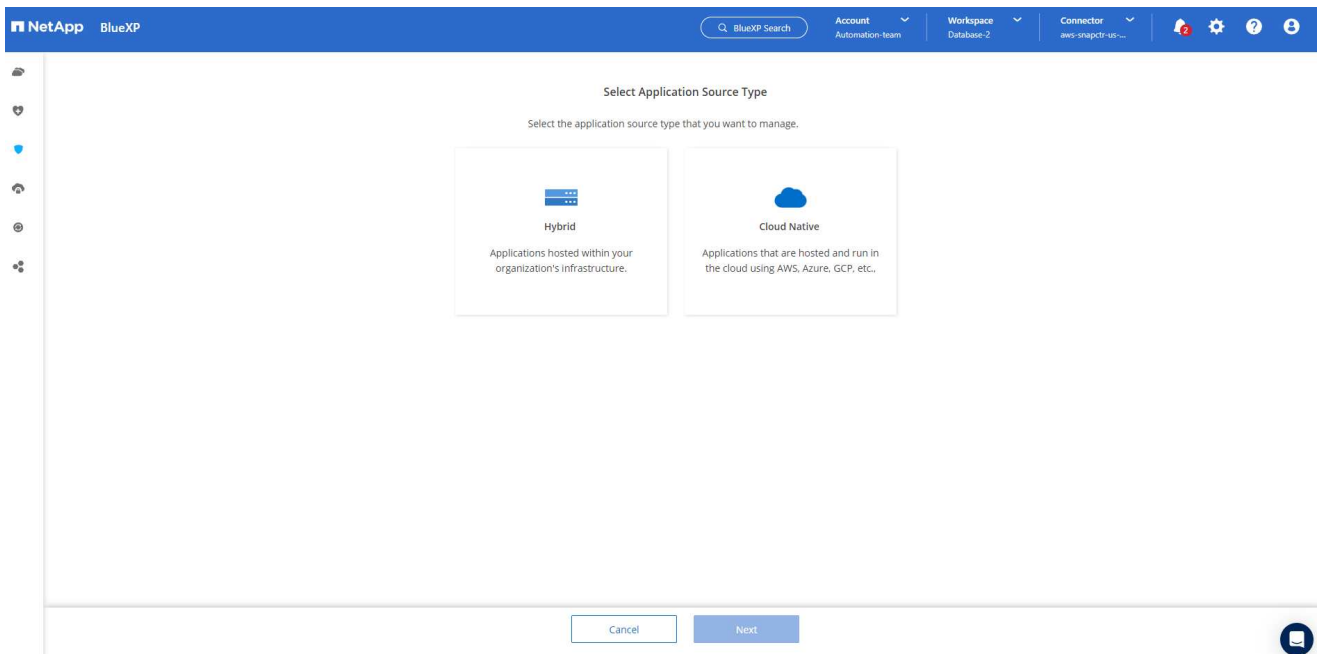 NetApp BlueXP
BlueXP Search
Account
Automation-team
Workspace
Database-2
Connector
aws-snapctr-us-...
2
Select Application Source Type
Select the application source type that you want to manage.
Hybrid
Applications hosted within your
organization's infrastructure.
Cloud Native
Applications that are hosted and run in
the cloud using AWS, Azure, GCP, etc.,
Cancel
Next